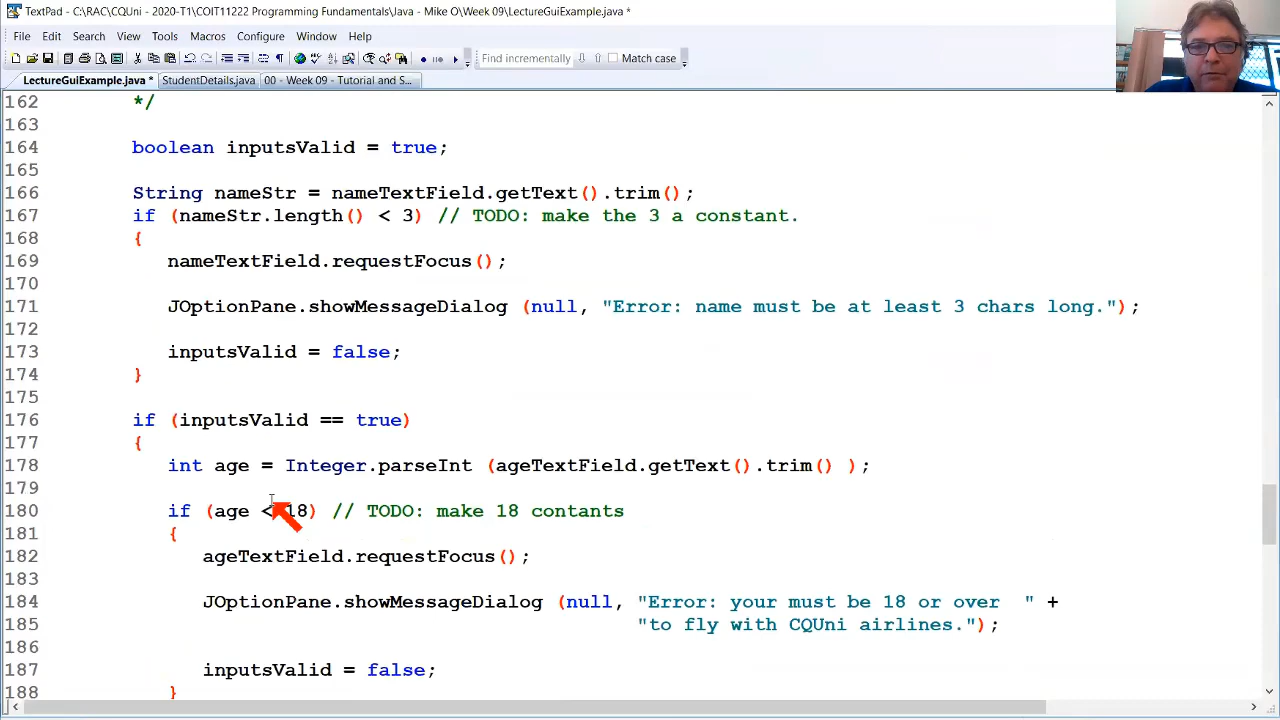 TextPad - C:\RAC\CQUni - 2020-T1\COIT11222 Programming Fundamentals\Java - Mike O\Week 09\LectureGuiExample.java *
File Edit Search View Tools Macros Configure Window Help
Find incrementally Match case
LectureGuiExample.java * StudentDetails.java 00 - Week 09 - Tutorial and S...
162 */
163
164 boolean inputsValid = true;
165
166 String nameStr = nameTextField.getText().trim();
167 if (nameStr.length() < 3) // TODO: make the 3 a constant.
168 {
169 nameTextField.requestFocus();
170
171 JOptionPane.showMessageDialog (null, "Error: name must be at least 3 chars long.");
172
173 inputsValid = false;
174 }
175
176 if (inputsValid == true)
177 {
178 int age = Integer.parseInt (ageTextField.getText().trim() );
179
180 if (age < 18) // TODO: make 18 contants
181 {
182 ageTextField.requestFocus();
183
184 JOptionPane.showMessageDialog (null, "Error: your must be 18 or over  " +
185 "to fly with CQUni airlines.");
186
187 inputsValid = false;
188 }